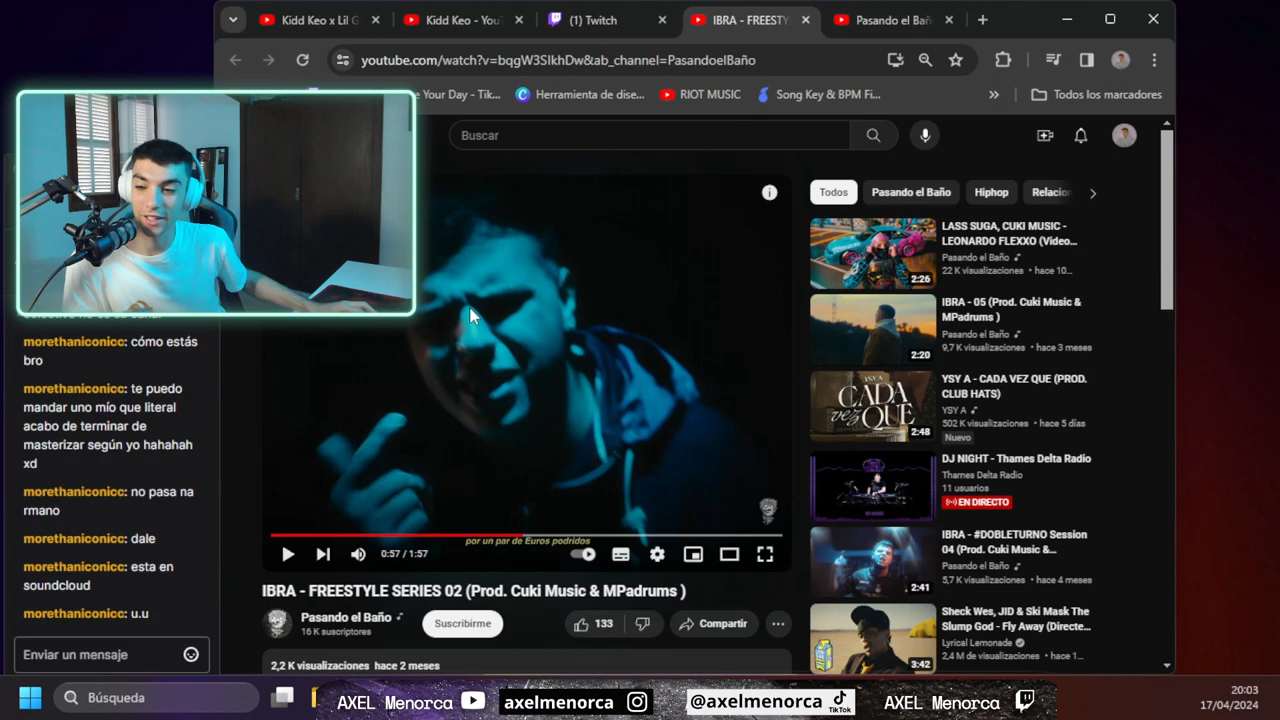 Kidd Keo x Lil G
Kidd Keo - YouT
(1) Twitch
IBRA - FREESTY
Pasando el Bañ
youtube.com/watch?v=bqgW3SIkhDw&ab_channel=PasandoelBaño
e Your Day - Tik...
Herramienta de dise...
RIOT MUSIC
Song Key & BPM Fi...
Todos los marcadores
Buscar
Todos
Pasando el Baño
Hiphop
Relacio
LASS SUGA, CUKI MUSIC -
LEONARDO FLEXXO (Video...
Pasando el Baño
22 K visualizaciones • hace 10...
2:26
IBRA - 05 (Prod. Cuki Music &
MPadrums )
Pasando el Baño
9,7 K visualizaciones • hace 3 meses
2:20
YSY A
CADA
vez
QUE
2:48
YSY A - CADA VEZ QUE (PROD.
CLUB HATS)
YSY A
502 K visualizaciones • hace 5 días
Nuevo
DJ NIGHT - Thames Delta Radio
Thames Delta Radio
11 usuarios
EN DIRECTO
IBRA - #DOBLETURNO Session
04 (Prod. Cuki Music &...
Pasando el Baño
5,7 K visualizaciones • hace 4 meses
2:41
Sheck Wes, JID & Ski Mask The
Slump God - Fly Away (Directe...
Lyrical Lemonade
2,4 M de visualizaciones • hace 1...
3:42
morethaniconicc: cómo estás
bro
morethaniconicc: te puedo
mandar uno mío que literal
acabo de terminar de
masterizar según yo hahahah
xd
morethaniconicc: no pasa na
rmano
morethaniconicc: dale
morethaniconicc: esta en
soundcloud
morethaniconicc: u.u
Enviar un mensaje
por un par de Euros podridos
0:57 / 1:57
IBRA - FREESTYLE SERIES 02 (Prod. Cuki Music & MPadrums )
Pasando el Baño
16 K suscriptores
Suscribirme
133
Compartir
2,2 K visualizaciones hace 2 meses
Búsqueda
AXEL Menorca
axelmenorca
@axelmenorca
TikTok
AXEL Menorca
20:03
17/04/2024